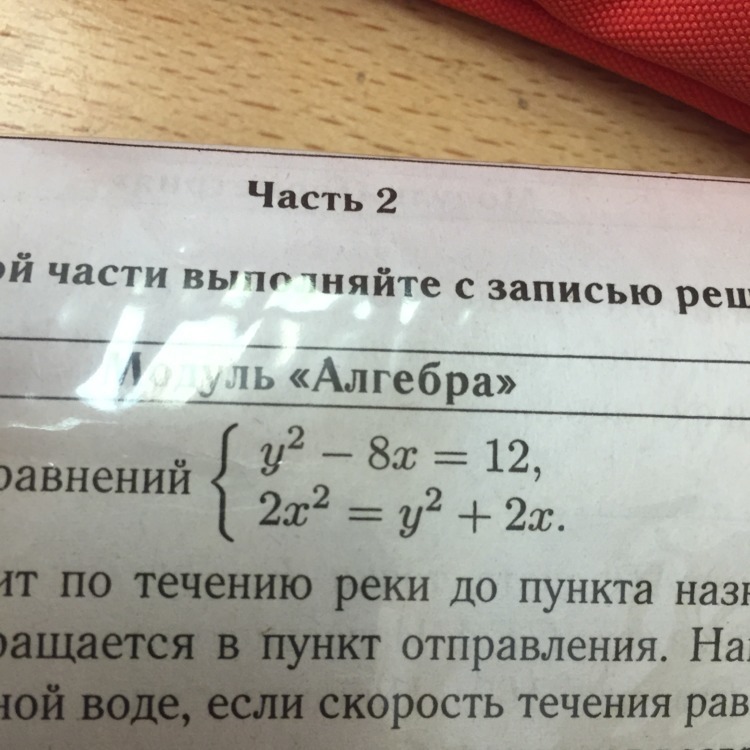 Часть 2
ой части выполняйте с записью реш
Модуль «Алгебра»
равнений { y² − 8x = 12,
2x² = y² + 2x.
ит по течению реки до пункта назн
ращается в пункт отправления. На
ной воде, если скорость течения рав